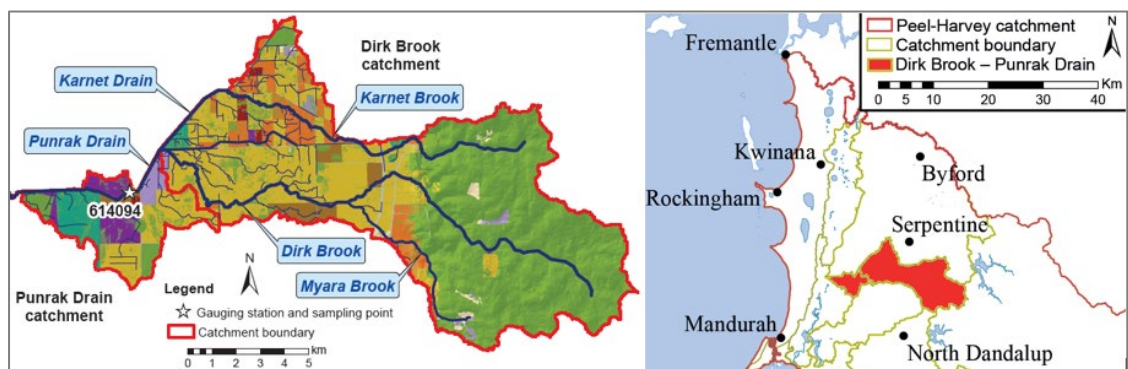 Karnet Drain
Dirk Brook
catchment
Karnet Brook
Punrak Drain
614094
Dirk Brook
Myara Brook
Punrak Drain
catchment
N
Legend
Gauging station and sampling point
Catchment boundary
km
0 1 2 3 4 5
Peel-Harvey catchment
Catchment boundary
Dirk Brook – Punrak Drain
N
Km
0 5 10 20 30 40
Fremantle
Kwinana
Byford
Rockingham
Serpentine
Mandurah
North Dandalup